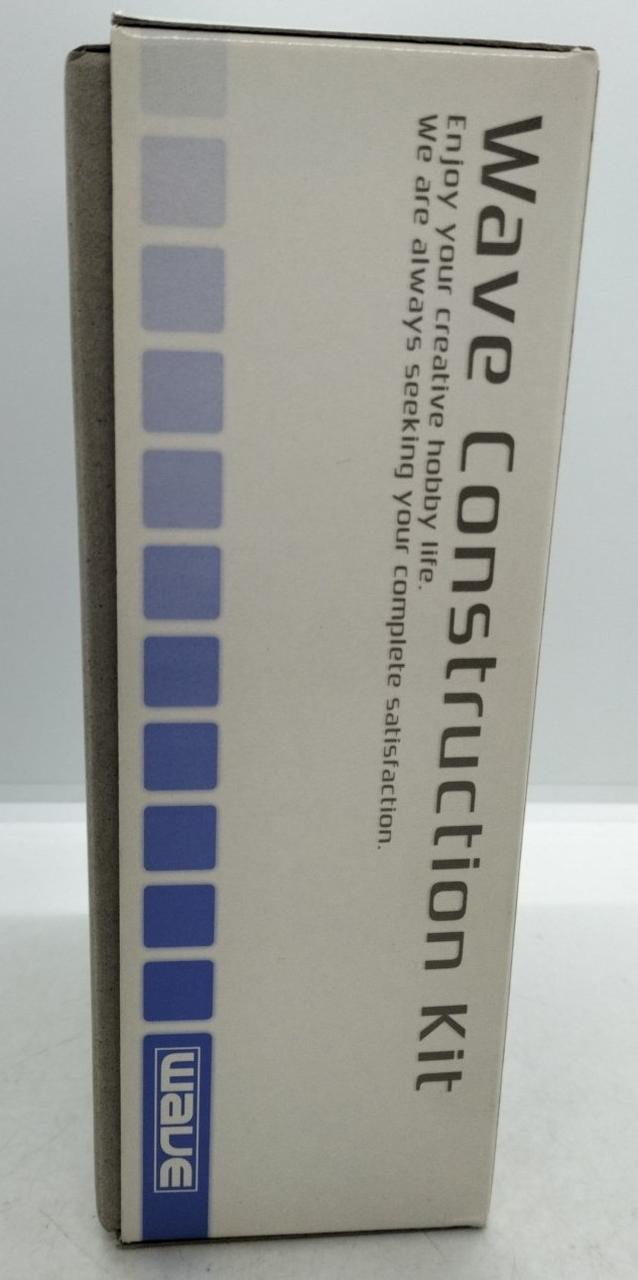 Wave Construction Kit
Enjoy your creative hobby life.
We are always seeking your complete satisfaction.
WAVE